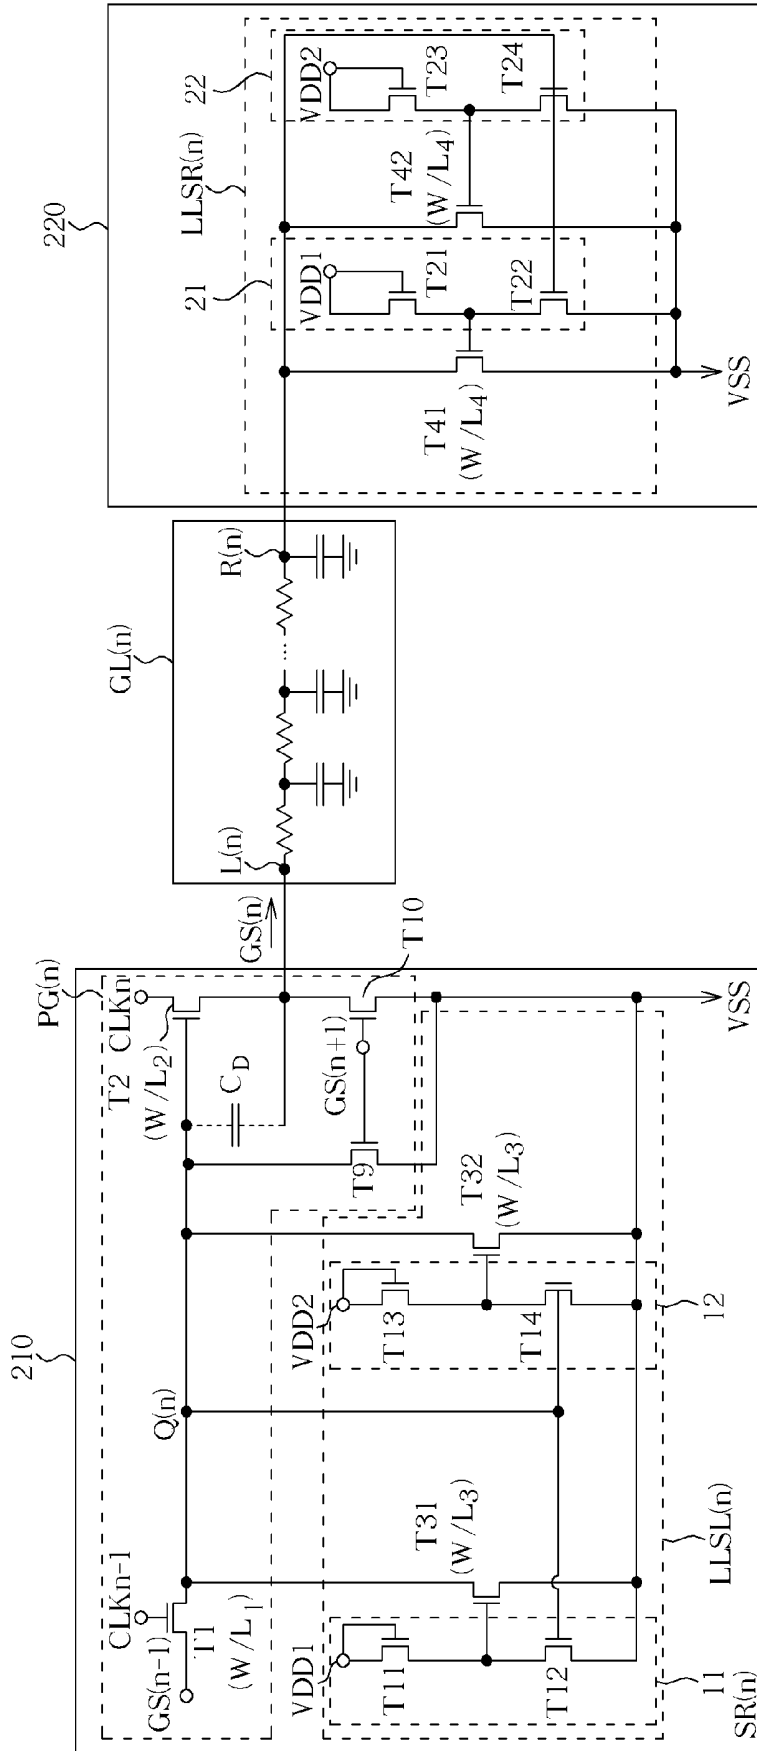 210
PG(n)
CLKn-1
GS(n-1)
T1
(W/L1)
Q(n)
T2
(W/L2)
CLKn
CD
GS(n+1)
T9
T10
VDD1
T11
T12
T31
(W/L3)
VDD2
T13
T14
T32
(W/L3)
11
12
SR(n)
LLSL(n)
VSS
GS(n)
GL(n)
L(n)
...
R(n)
220
LLSR(n)
21
22
VDD1
T21
T22
T41
(W/L4)
VDD2
T23
T24
T42
(W/L4)
VSS